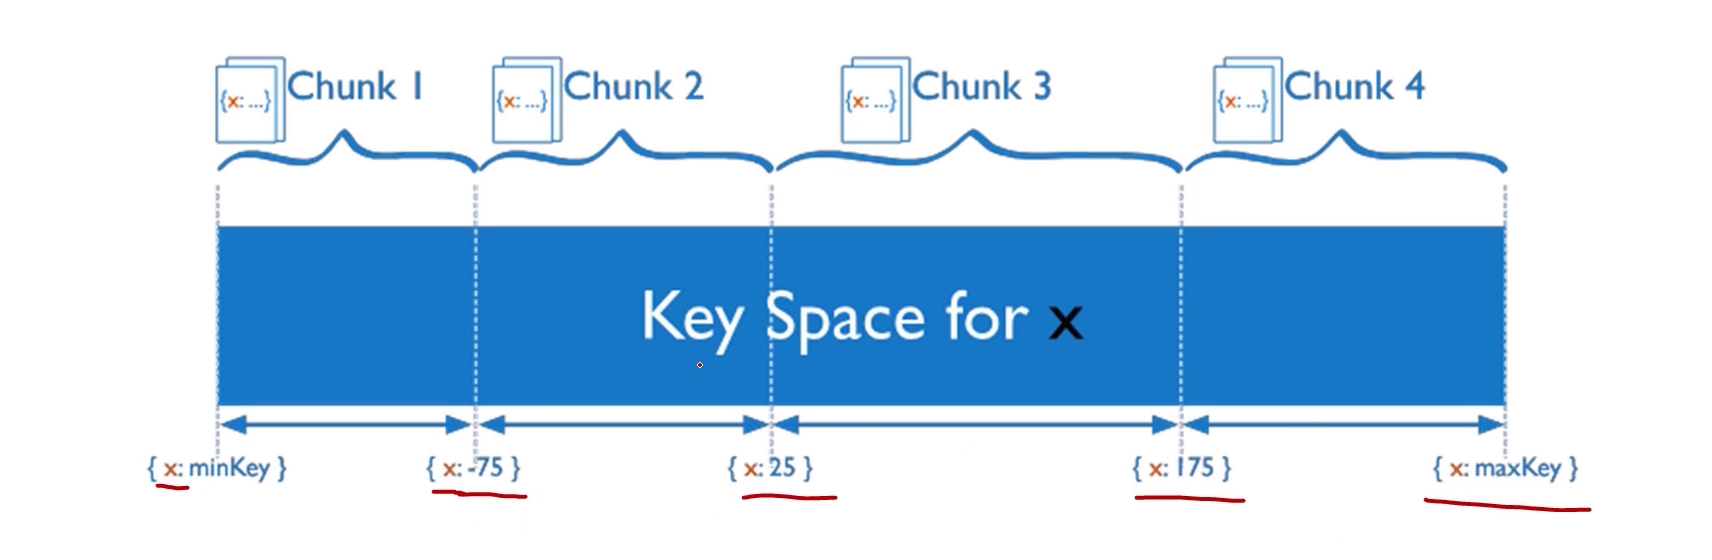 Chunk 1 Chunk 2 Chunk 3 Chunk 4
{x: ...} {x: ...} {x: ...} {x: ...}
Key Space for x
{ x: minKey } { x: -75 } { x: 25 } { x: 175 } { x: maxKey }